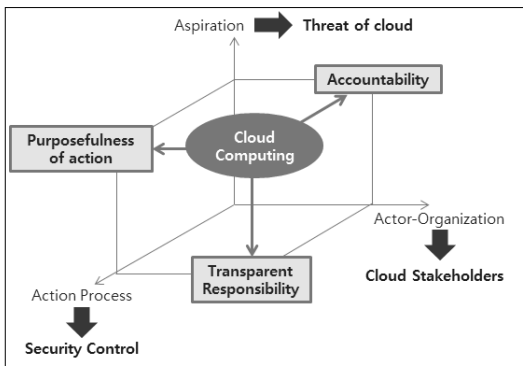 Aspiration
Threat of cloud
Accountability
Purposefulness
of action
Cloud
Computing
Actor-Organization
Transparent
Responsibility
Cloud Stakeholders
Action Process
Security Control